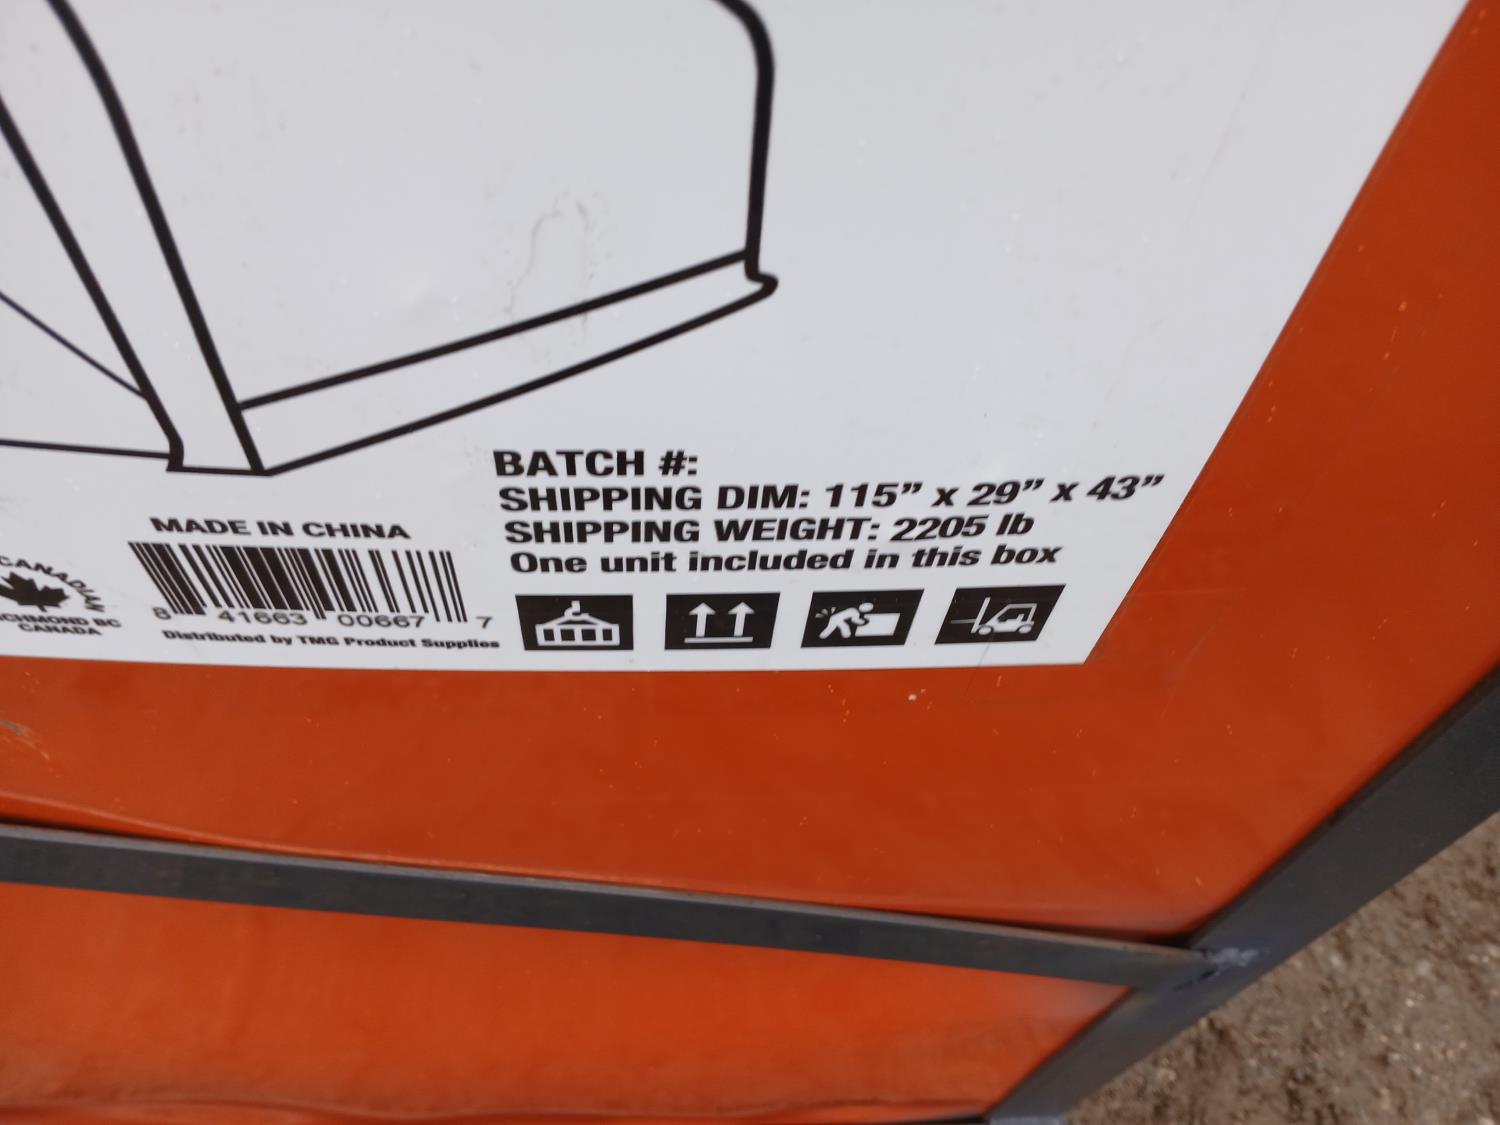 BATCH #:
SHIPPING DIM: 115” x 29” x 43”
SHIPPING WEIGHT: 2205 lb
One unit included in this box
MADE IN CHINA
8 41663 00667 7
Distributed by TMG Product Supplies
CANADIAN
BC
CANADA